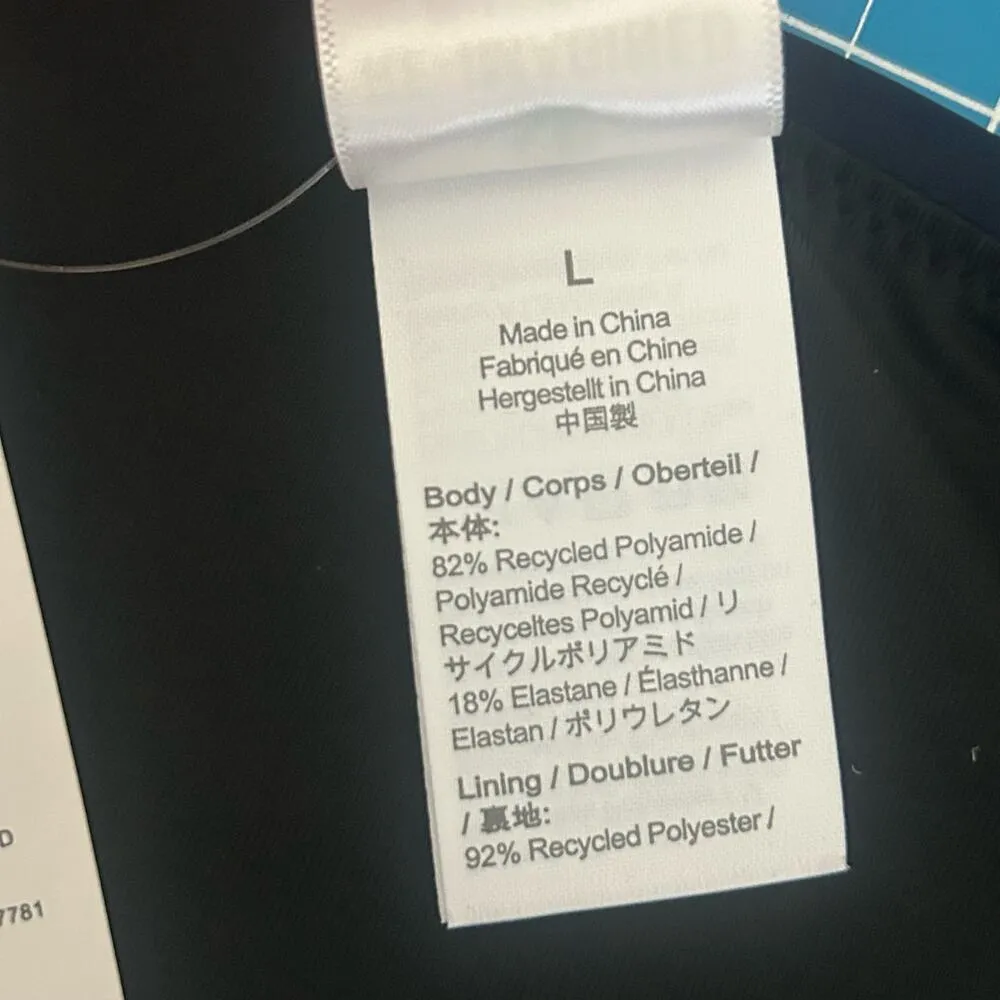 L
Made in China
Fabriqué en Chine
Hergestellt in China
中国製
Body / Corps / Oberteil /
本体:
82% Recycled Polyamide /
Polyamide Recyclé /
Recyceltes Polyamid / リ
サイクルポリアミド
18% Elastane / Élasthanne /
Elastan / ポリウレタン
Lining / Doublure / Futter
/ 裏地:
92% Recycled Polyester /
D
7781